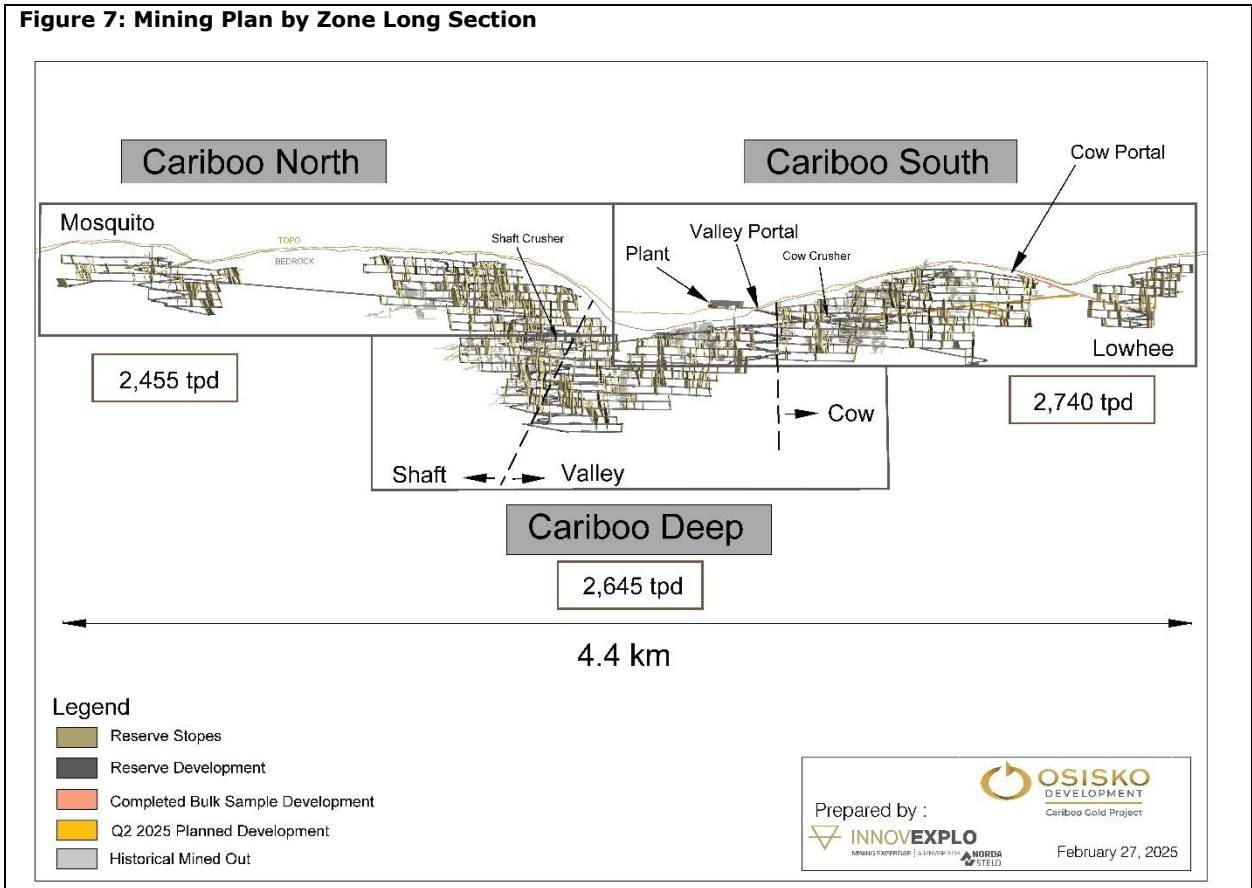 Figure 7: Mining Plan by Zone Long Section
Cariboo North
Cariboo South
Cow Portal
Mosquito
TOPO
BEDROCK
Shaft Crusher
Plant
Valley Portal
Cow Crusher
Lowhee
2,455 tpd
2,740 tpd
Cow
Shaft
Valley
Cariboo Deep
2,645 tpd
4.4 km
Legend
Reserve Stopes
Reserve Development
Completed Bulk Sample Development
Q2 2025 Planned Development
Historical Mined Out
OSISKO
DEVELOPMENT
Cariboo Gold Project
Prepared by :
INNOVEXPLO
MINING EXPERTISE | A MEMBER OF NORDA STELO
February 27, 2025